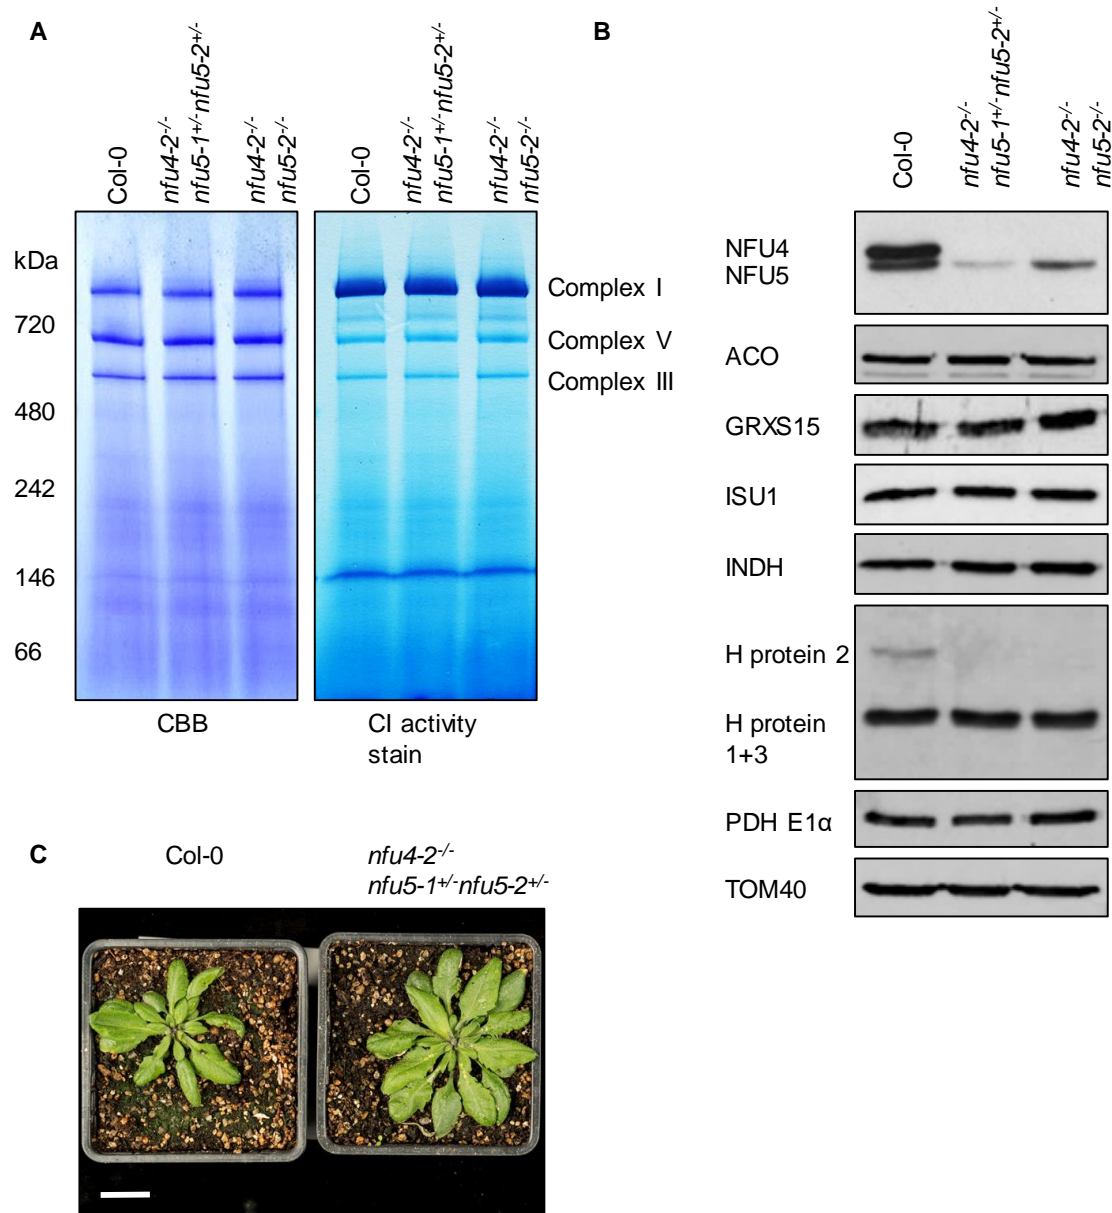 A
Col-0
nfu4-2-/-
nfu5-1+/-nfu5-2+/-
nfu4-2-/-
nfu5-2-/-
Col-0
nfu4-2-/-
nfu5-1+/-nfu5-2+/-
nfu4-2-/-
nfu5-2-/-
kDa
720
480
242
146
66
Complex I
Complex V
Complex III
CBB
CI activity
stain
B
Col-0
nfu4-2-/-
nfu5-1+/-nfu5-2+/-
nfu4-2-/-
nfu5-2-/-
NFU4
NFU5
ACO
GRXS15
ISU1
INDH
H protein 2
H protein
1+3
PDH E1α
TOM40
C
Col-0
nfu4-2-/-
nfu5-1+/-nfu5-2+/-